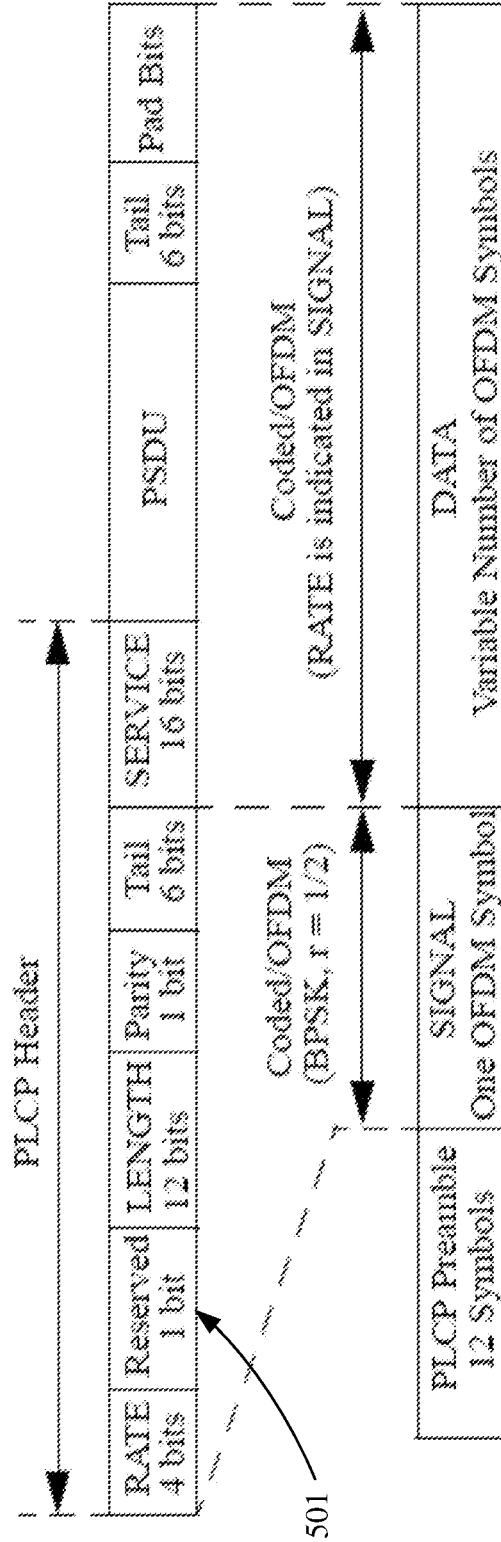 PLCP Header
RATE
4 bits
Reserved
1 bit
LENGTH
12 bits
Parity
1 bit
Tail
6 bits
SERVICE
16 bits
PSDU
Tail
6 bits
Pad Bits
501
Coded/OFDM
(BPSK, r = 1/2)
Coded/OFDM
(RATE is indicated in SIGNAL)
PLCP Preamble
12 Symbols
SIGNAL
One OFDM Symbol
DATA
Variable Number of OFDM Symbols